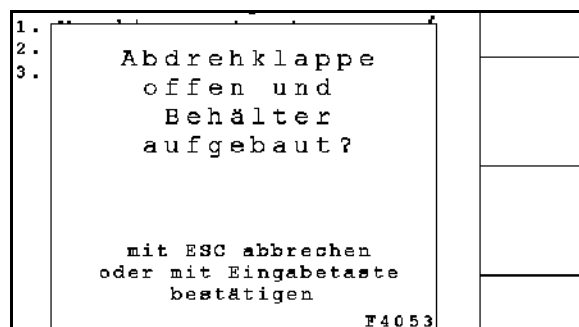 1.
2.
3.
Abdrehklappe
offen und
Behälter
aufgebaut?
mit ESC abbrechen
oder mit Eingabetaste
bestätigen
F4053